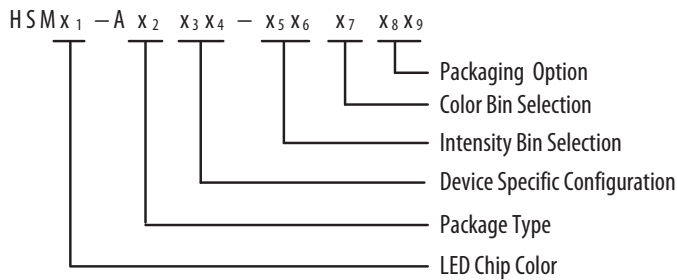 HSMx1 – A x2 x3x4 – x5x6 x7 x8x9
Packaging Option
Color Bin Selection
Intensity Bin Selection
Device Specific Configuration
Package Type
LED Chip Color